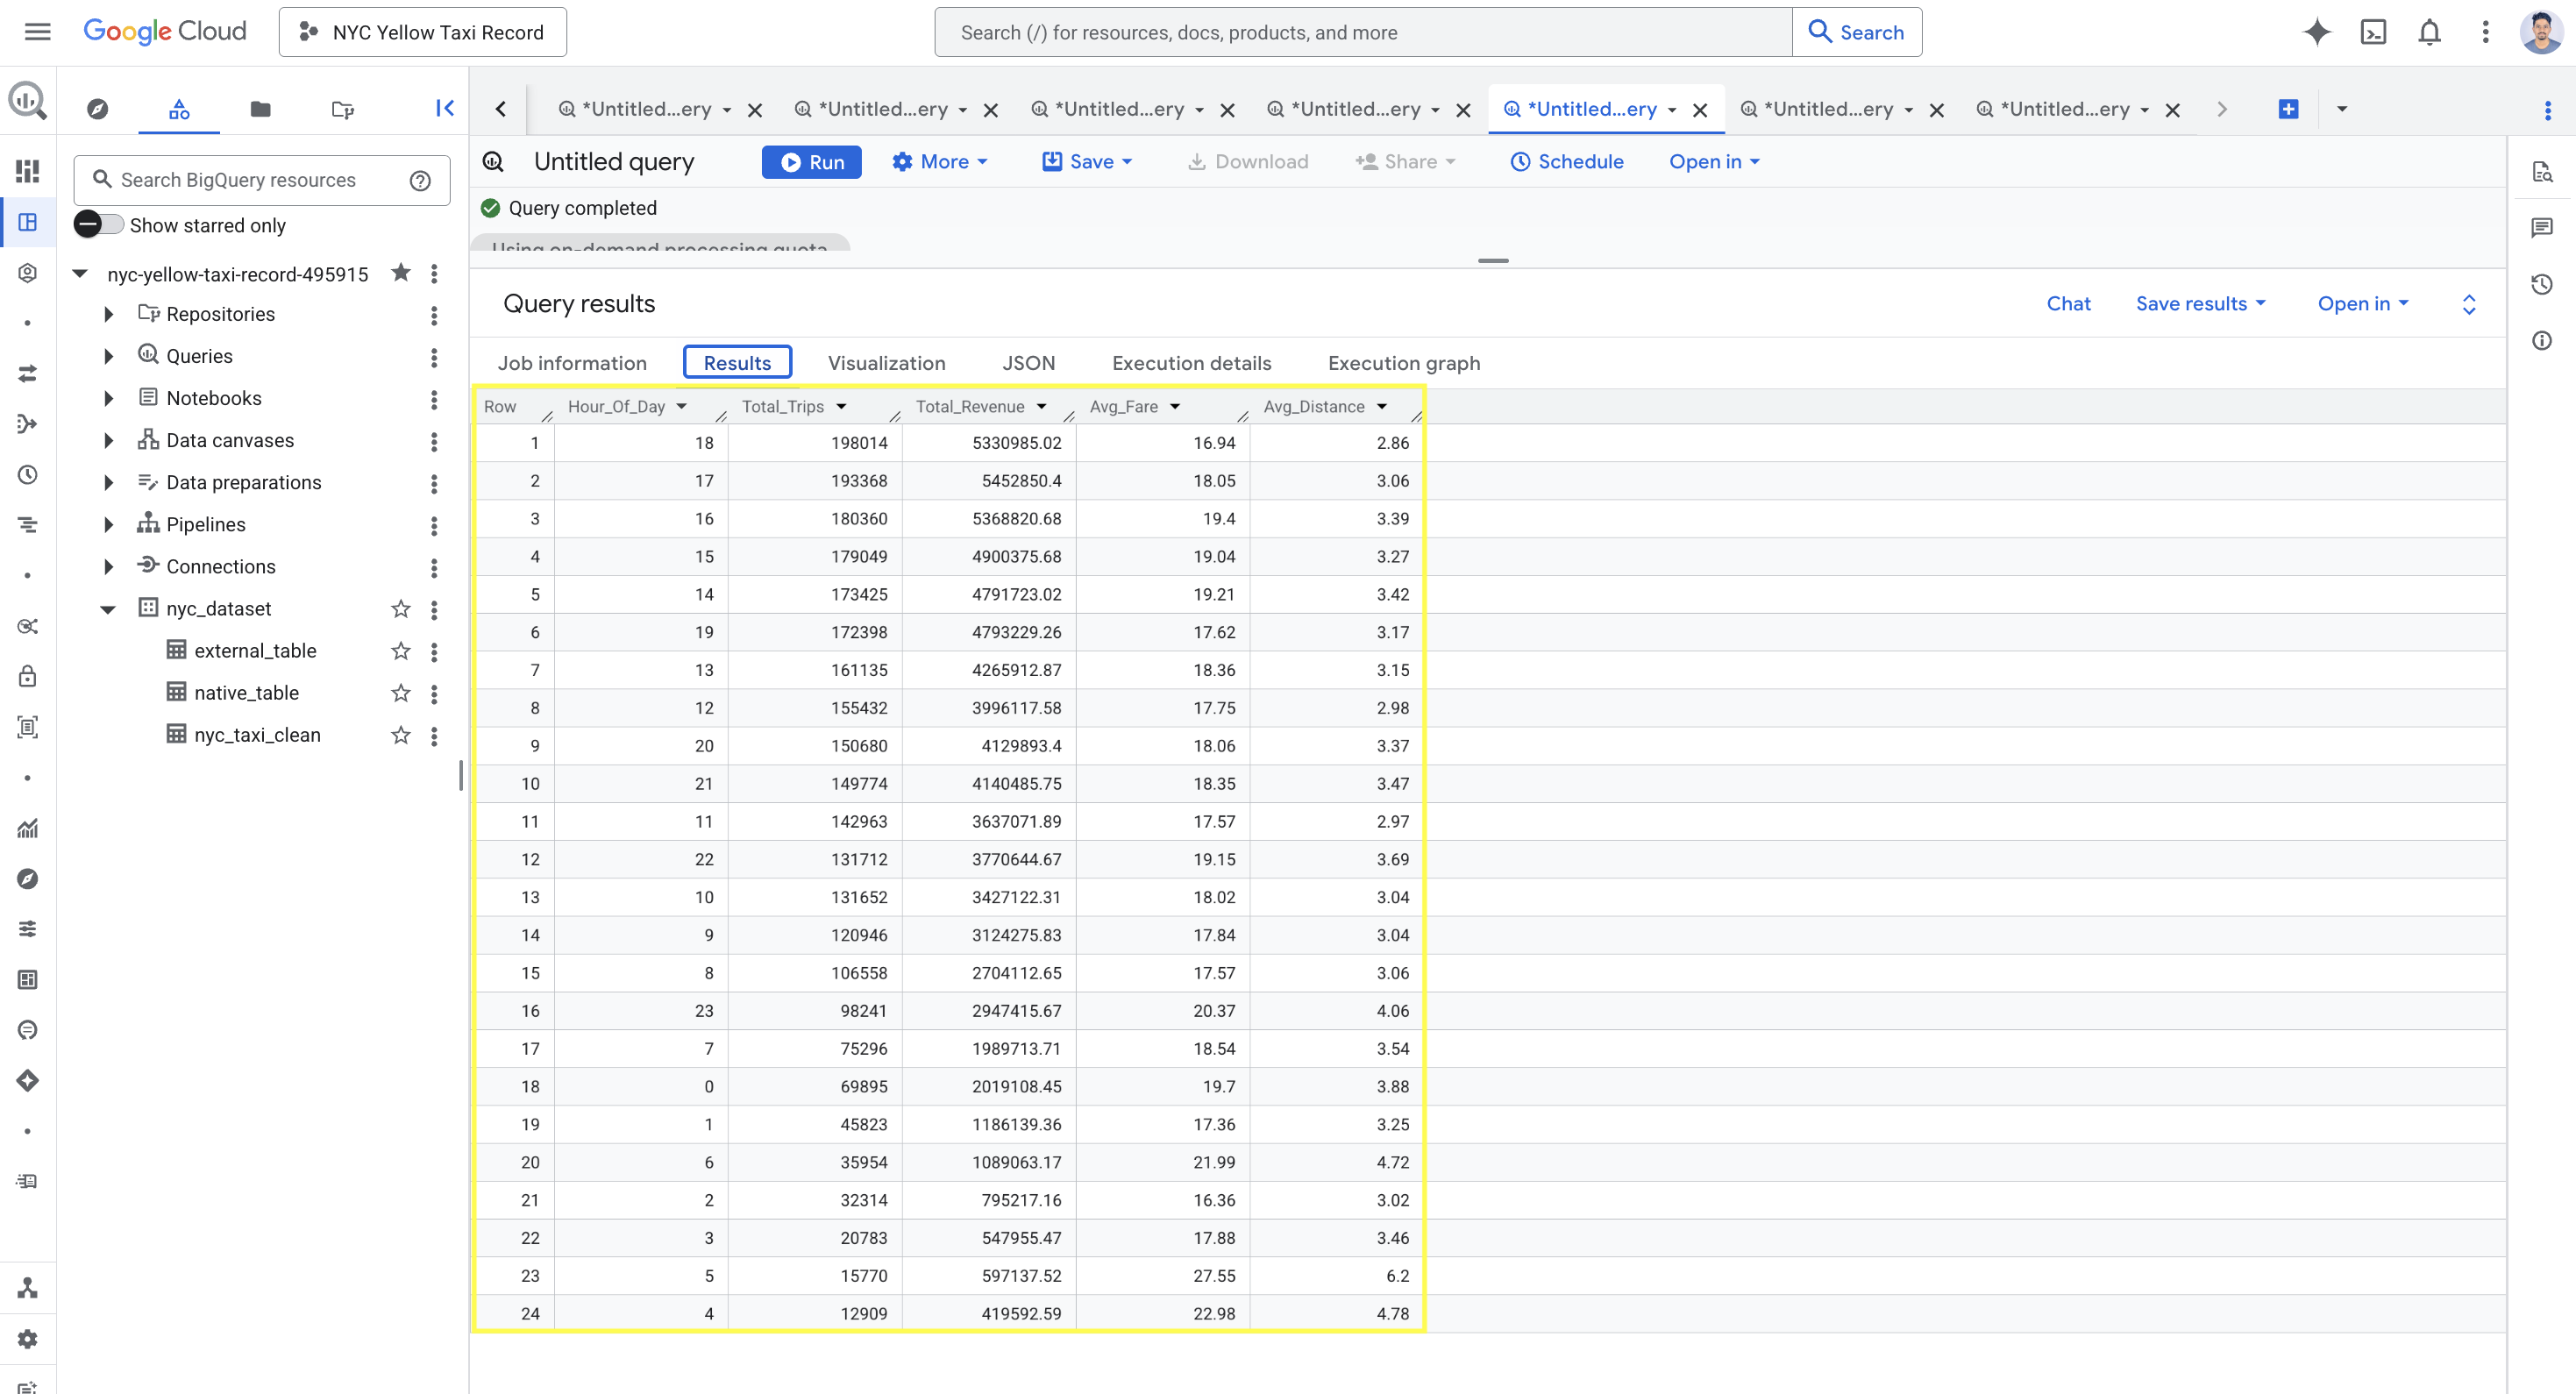 Google Cloud NYC Yellow Taxi Record Search (/) for resources, docs, products, and more Search
*Untitled...ery *Untitled...ery *Untitled...ery *Untitled...ery *Untitled...ery *Untitled...ery *Untitled...ery
Untitled query Run More Save Download Share Schedule Open in
Search BigQuery resources
Show starred only
nyc-yellow-taxi-record-495915
Repositories
Queries
Notebooks
Data canvases
Data preparations
Pipelines
Connections
nyc_dataset
external_table
native_table
nyc_taxi_clean
Query completed
Using on-demand processing quota
Query results Chat Save results Open in
Job information Results Visualization JSON Execution details Execution graph
Row Hour_Of_Day Total_Trips Total_Revenue Avg_Fare Avg_Distance
1 18 198014 5330985.02 16.94 2.86
2 17 193368 5452850.4 18.05 3.06
3 16 180360 5368820.68 19.4 3.39
4 15 179049 4900375.68 19.04 3.27
5 14 173425 4791723.02 19.21 3.42
6 19 172398 4793229.26 17.62 3.17
7 13 161135 4265912.87 18.36 3.15
8 12 155432 3996117.58 17.75 2.98
9 20 150680 4129893.4 18.06 3.37
10 21 149774 4140485.75 18.35 3.47
11 11 142963 3637071.89 17.57 2.97
12 22 131712 3770644.67 19.15 3.69
13 10 131652 3427122.31 18.02 3.04
14 9 120946 3124275.83 17.84 3.04
15 8 106558 2704112.65 17.57 3.06
16 23 98241 2947415.67 20.37 4.06
17 7 75296 1989713.71 18.54 3.54
18 0 69895 2019108.45 19.7 3.88
19 1 45823 1186139.36 17.36 3.25
20 6 35954 1089063.17 21.99 4.72
21 2 32314 795217.16 16.36 3.02
22 3 20783 547955.47 17.88 3.46
23 5 15770 597137.52 27.55 6.2
24 4 12909 419592.59 22.98 4.78